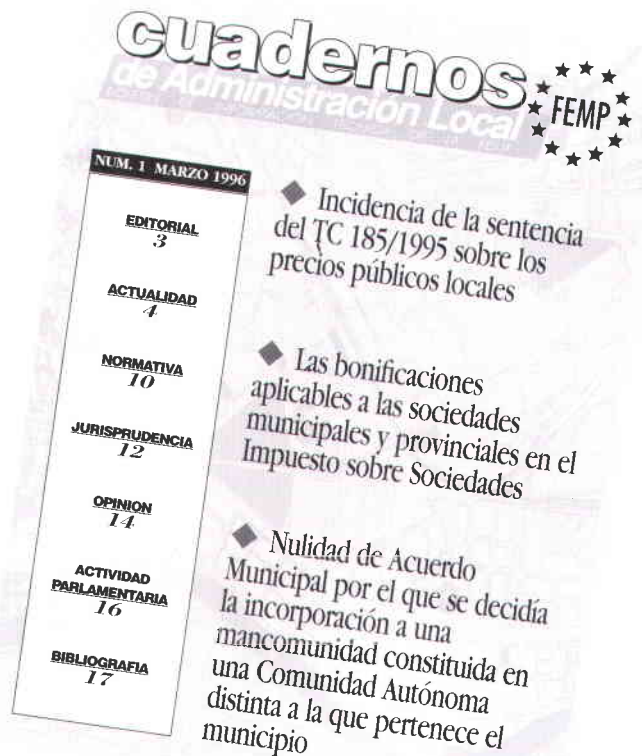 cuadernos
de Administración Local
FEMP
NUM. 1 MARZO 1996
EDITORIAL
3
ACTUALIDAD
4
NORMATIVA
10
JURISPRUDENCIA
12
OPINION
14
ACTIVIDAD
PARLAMENTARIA
16
BIBLIOGRAFIA
17
Incidencia de la sentencia
del TC 185/1995 sobre los
precios públicos locales
Las bonificaciones
aplicables a las sociedades
municipales y provinciales en el
Impuesto sobre Sociedades
Nulidad de Acuerdo
Municipal por el que se decidía
la incorporación a una
mancomunidad constituida en
una Comunidad Autónoma
distinta a la que pertenece el
municipio